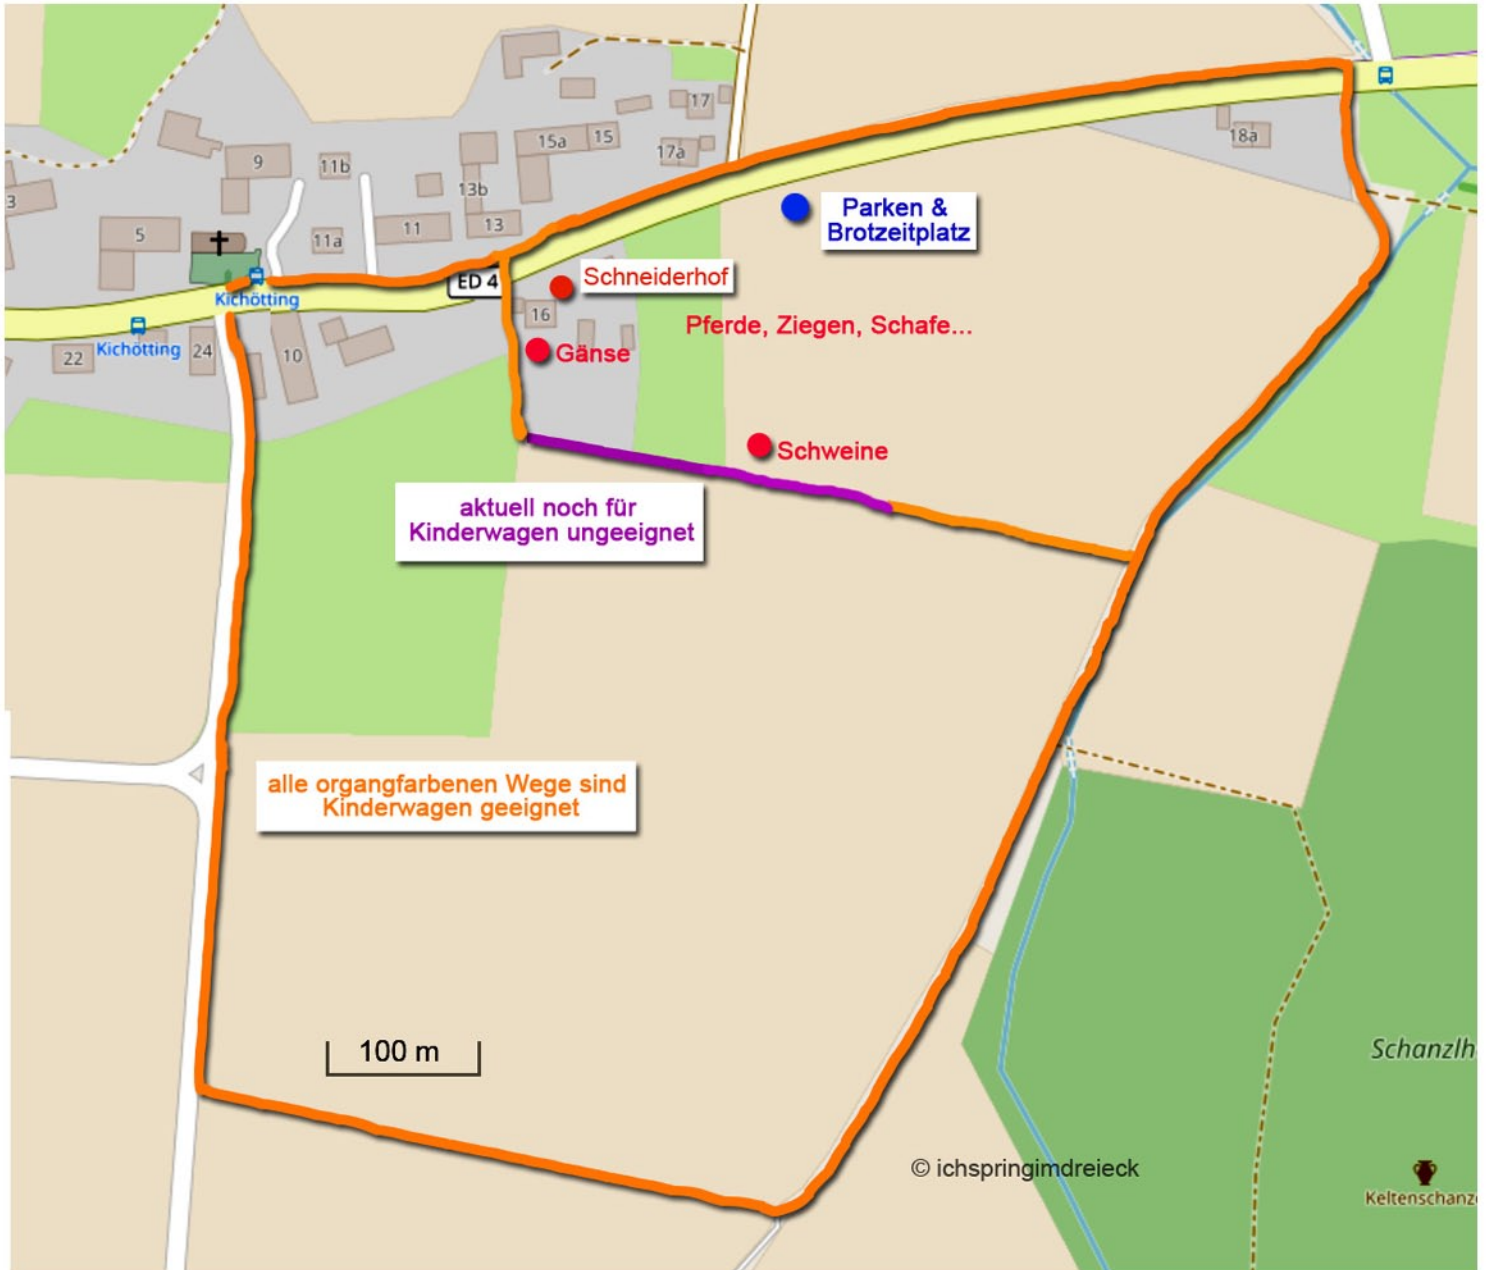 17
15a
15
17a
18a
9
11b
13b
3
5
11a
11
13
Parken &
Brotzeitplatz
ED 4
Schneiderhof
Kichötting
16
Pferde, Ziegen, Schafe...
Kichötting
22
24
10
Gänse
Schweine
aktuell noch für
Kinderwagen ungeeignet
alle organgfarbenen Wege sind
Kinderwagen geeignet
100 m
Schanzlh
© ichspringimdreieck
Keltenschanz